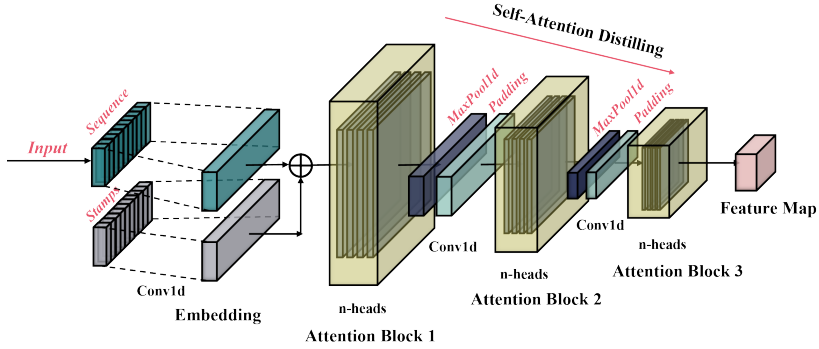 Self-Attention Distilling
Input
Sequence
Stamps
Conv1d
Embedding
n-heads
Attention Block 1
MaxPool1d
Padding
Conv1d
n-heads
Attention Block 2
MaxPool1d
Padding
Conv1d
n-heads
Attention Block 3
Feature Map